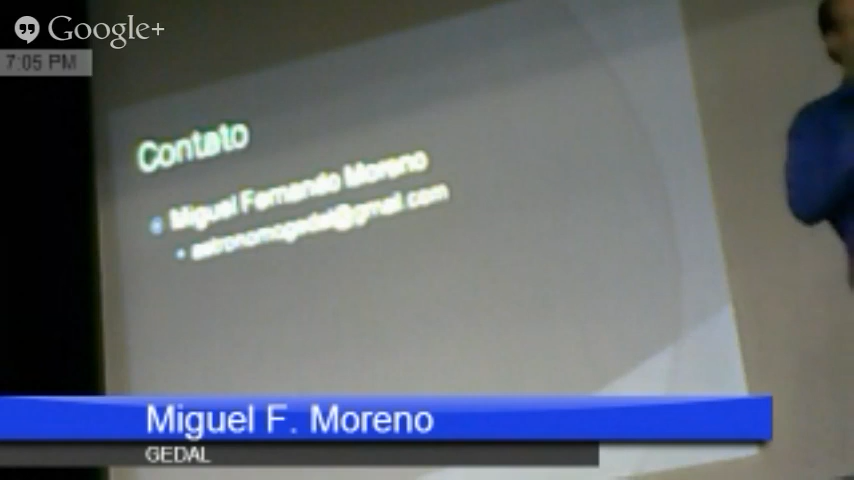 Google+
7:05 PM
Contato
Miguel Fernando Moreno
astronomogedal@gmail.com
Miguel F. Moreno
GEDAL